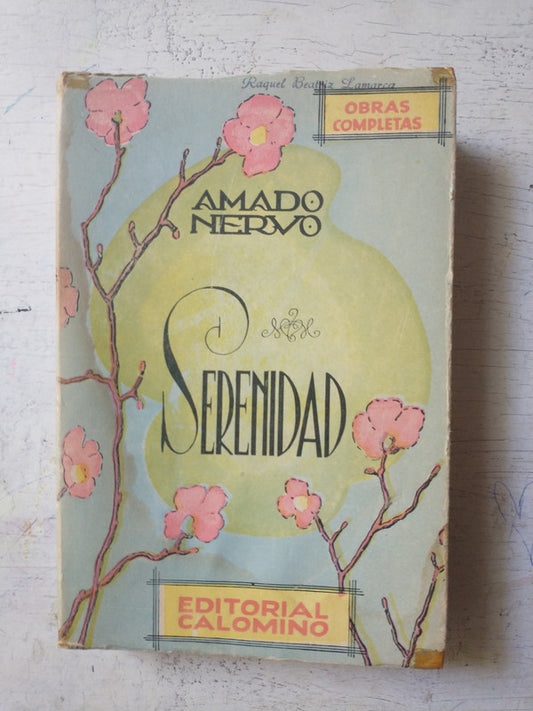 Raquel Beatriz Lamarca
OBRAS
COMPLETAS
AMADO
NERVO
SERENIDAD
EDITORIAL
CALOMINO